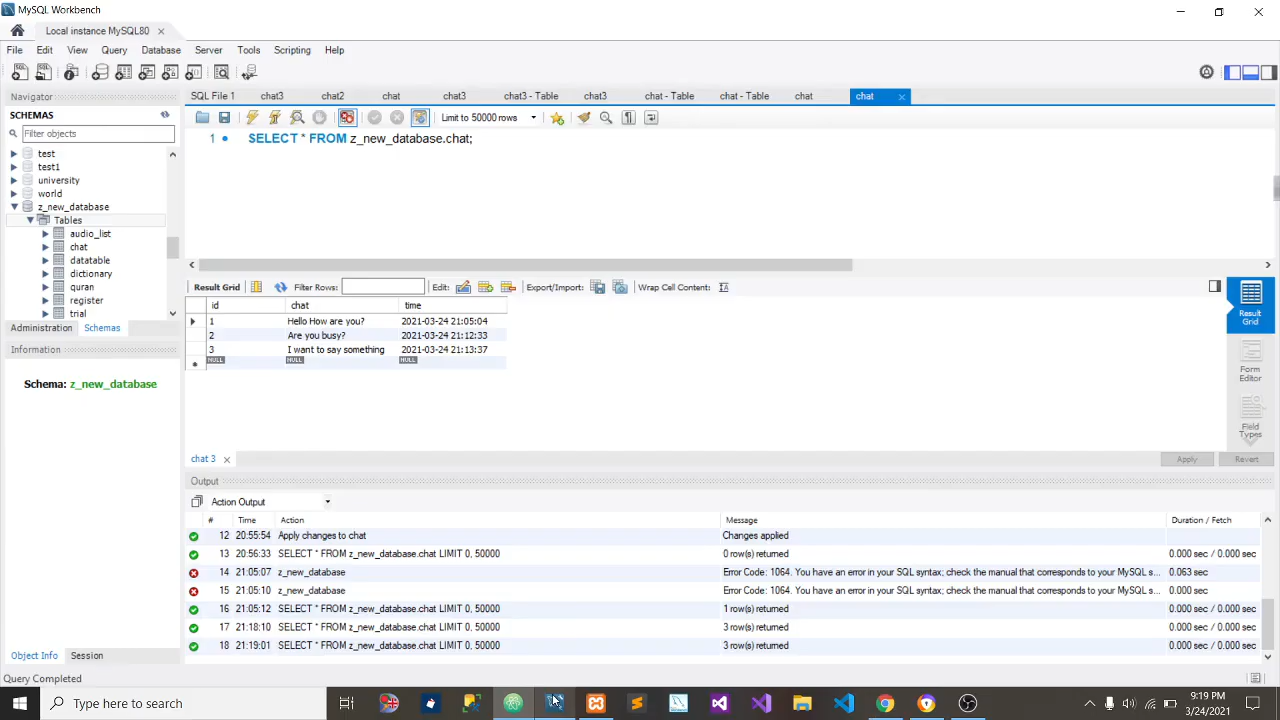 MySQL Workbench
Local instance MySQL80
File Edit View Query Database Server Tools Scripting Help
Navigator
SCHEMAS
Filter objects
test
test1
university
world
z_new_database
Tables
audio_list
chat
datatable
dictionary
quran
register
trial
Administration Schemas
Information
Schema: z_new_database
Object Info Session
SQL File 1 chat3 chat2 chat chat3 chat3 - Table chat3 chat - Table chat - Table chat chat
Limit to 50000 rows
1 SELECT * FROM z_new_database.chat;
Result Grid Filter Rows: Edit: Export/Import: Wrap Cell Content:
id chat time
1 Hello How are you? 2021-03-24 21:05:04
2 Are you busy? 2021-03-24 21:12:33
3 I want to say something 2021-03-24 21:13:37
NULL NULL NULL
Result Grid
Form Editor
Field Types
chat 3
Apply Revert
Output
Action Output
# Time Action Message Duration / Fetch
12 20:55:54 Apply changes to chat Changes applied
13 20:56:33 SELECT * FROM z_new_database.chat LIMIT 0, 50000 0 row(s) returned 0.000 sec / 0.000 sec
14 21:05:07 z_new_database Error Code: 1064. You have an error in your SQL syntax; check the manual that corresponds to your MySQL s... 0.063 sec
15 21:05:10 z_new_database Error Code: 1064. You have an error in your SQL syntax; check the manual that corresponds to your MySQL s... 0.000 sec
16 21:05:12 SELECT * FROM z_new_database.chat LIMIT 0, 50000 1 row(s) returned 0.000 sec / 0.000 sec
17 21:18:10 SELECT * FROM z_new_database.chat LIMIT 0, 50000 3 row(s) returned 0.000 sec / 0.000 sec
18 21:19:01 SELECT * FROM z_new_database.chat LIMIT 0, 50000 3 row(s) returned 0.000 sec / 0.000 sec
Query Completed
Type here to search
9:19 PM
3/24/2021